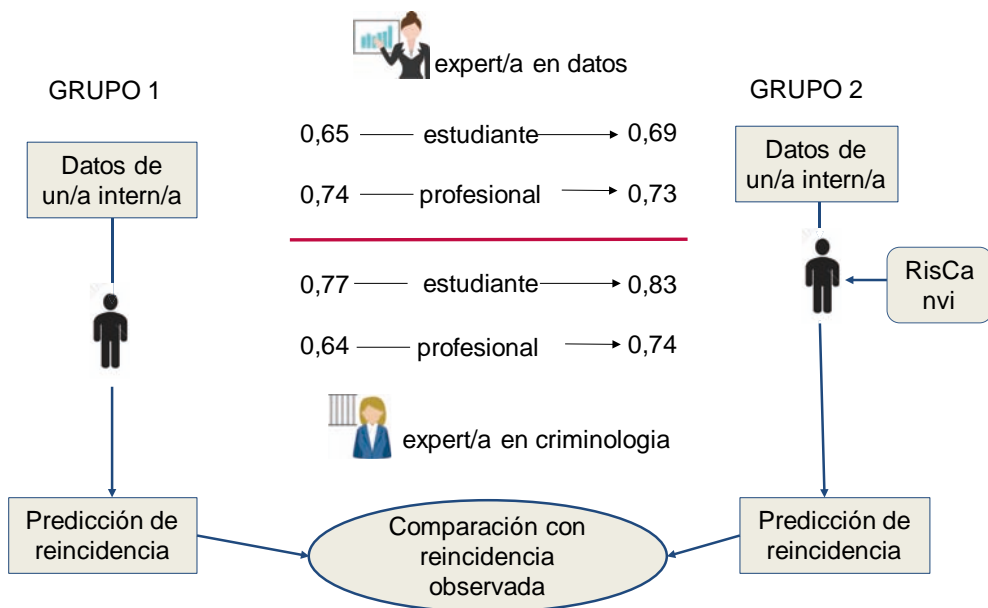 expert/a en datos
GRUPO 1
GRUPO 2
0,65 estudiante 0,69
Datos de
un/a intern/a
Datos de
un/a intern/a
0,74 profesional 0,73
0,77 estudiante 0,83
RisCa
nvi
0,64 profesional 0,74
expert/a en criminologia
Predicción de
reincidencia
Comparación con
reincidencia
observada
Predicción de
reincidencia